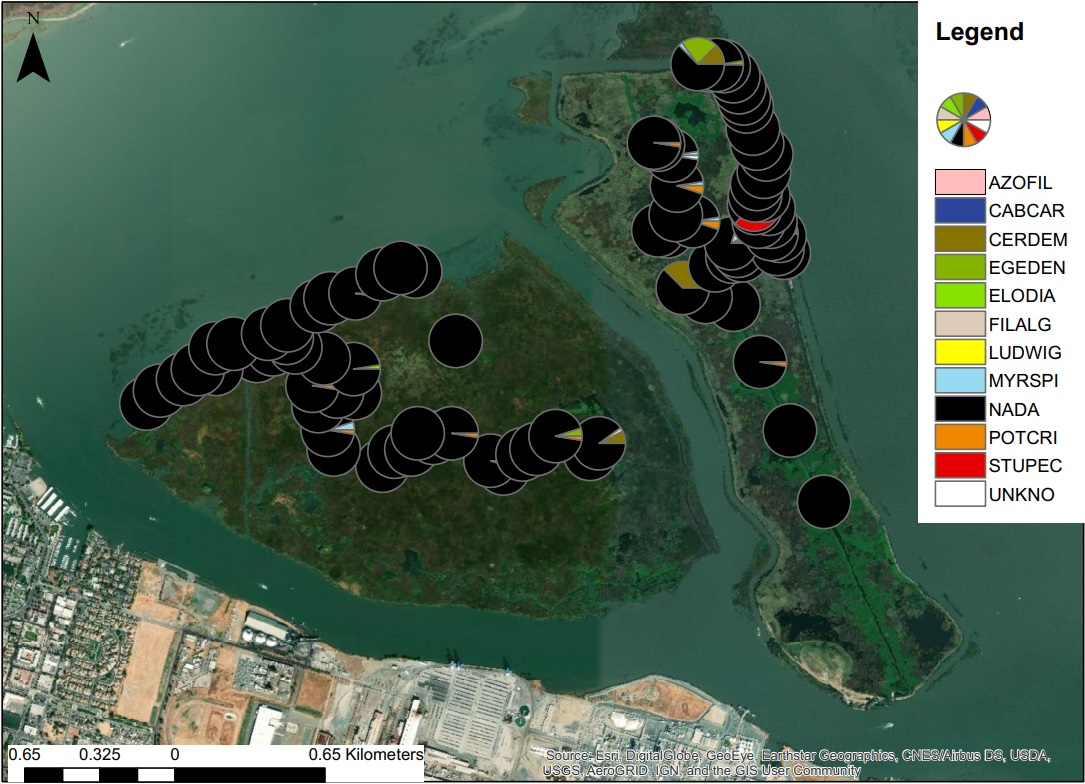 N
Legend
AZOFIL
CABCAR
CERDEM
EGEDEN
ELODIA
FILALG
LUDWIG
MYRSPI
NADA
POTCRI
STUPEC
UNKNO
0.65 0.325 0 0.65 Kilometers
Source: Esri, DigitalGlobe, GeoEye, Earthstar Geographics, CNES/Airbus DS, USDA,
USGS, AeroGRID, IGN, and the GIS User Community